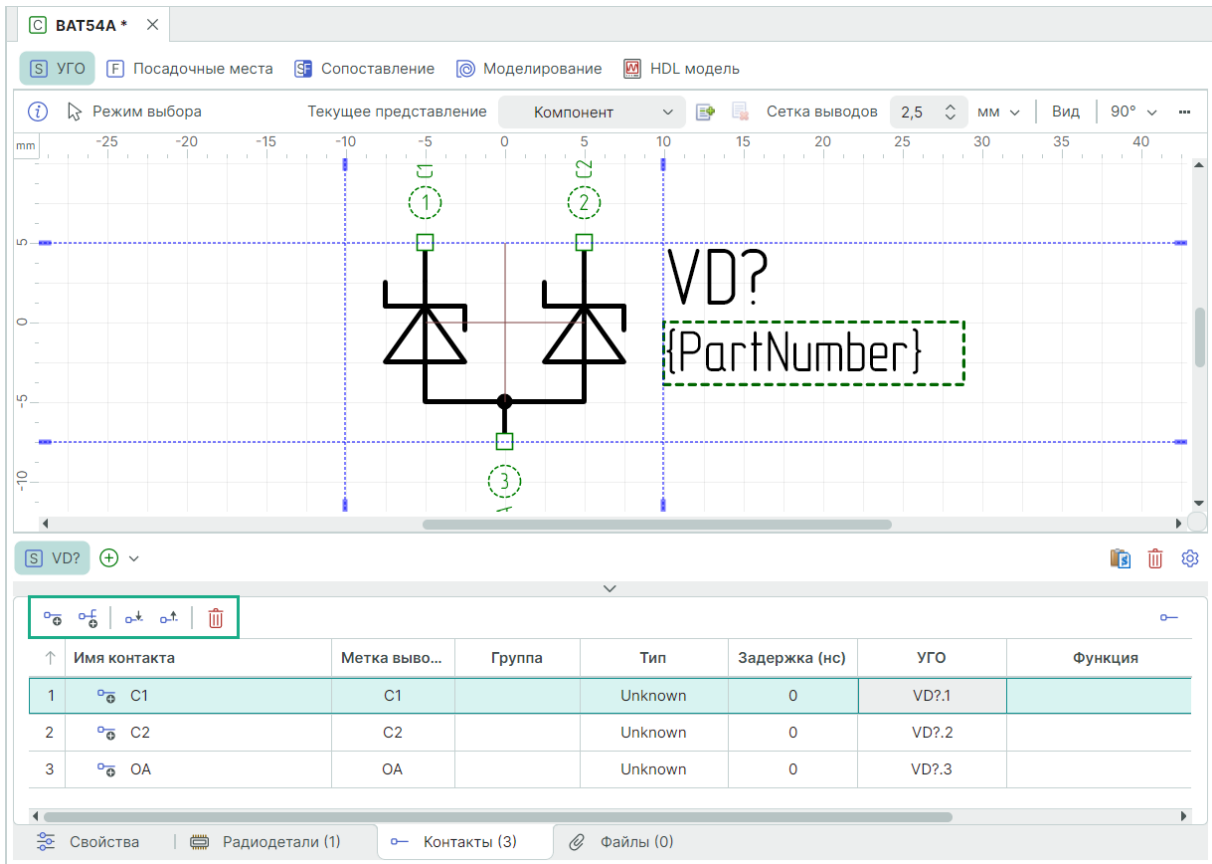 C BAT54A *
S УГО F Посадочные места SF Сопоставление Моделирование HDL модель
Режим выбора Текущее представление Компонент Сетка выводов 2,5 мм Вид 90°
mm -25 -20 -15 -10 -5 0 5 10 15 20 25 30 35 40
C1 C2
1 2
5
VD?
0
{PartNumber}
-5
-10
3
S VD?
Имя контакта Метка выво... Группа Тип Задержка (нс) УГО Функция
1 C1 C1 Unknown 0 VD?.1
2 C2 C2 Unknown 0 VD?.2
3 OA OA Unknown 0 VD?.3
Свойства Радиодетали (1) Контакты (3) Файлы (0)